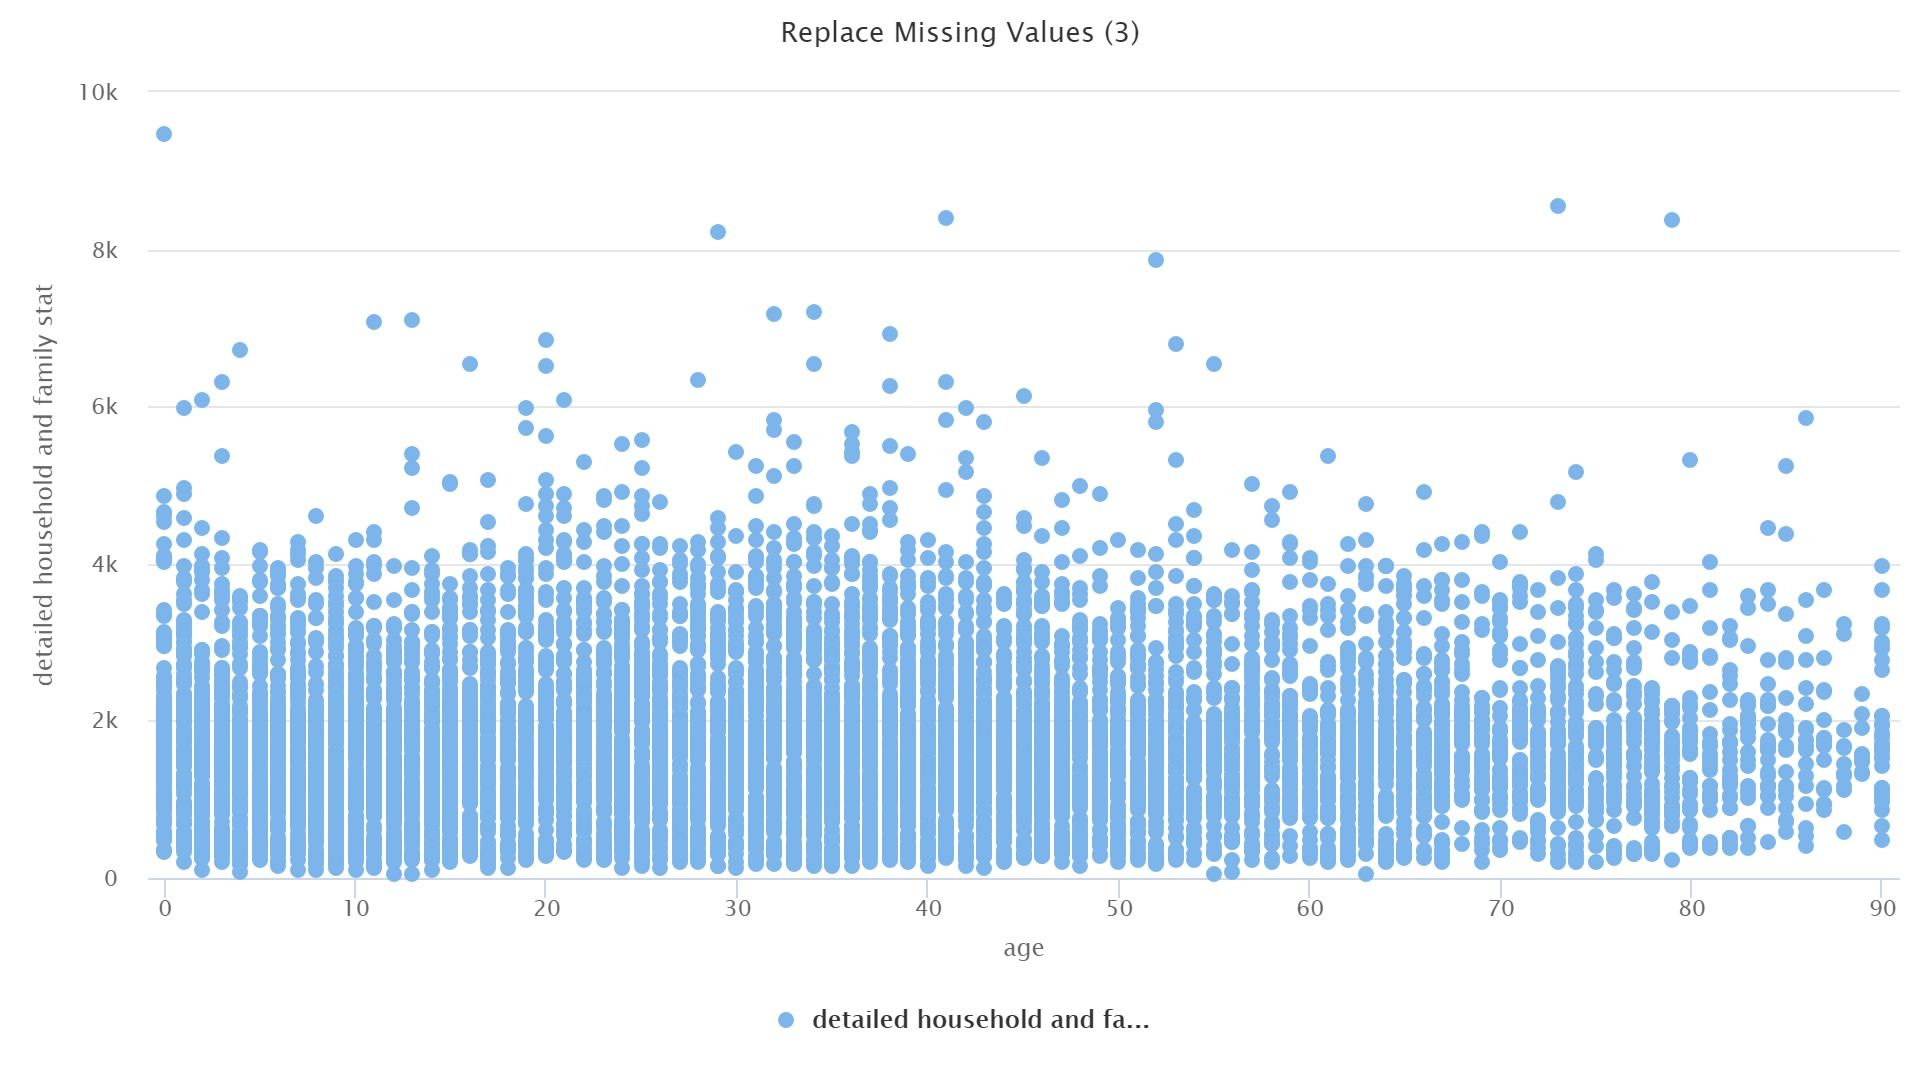 Replace Missing Values (3)
10k
8k
6k
4k
2k
0
detailed household and family stat
0 10 20 30 40 50 60 70 80 90
age
detailed household and fa...